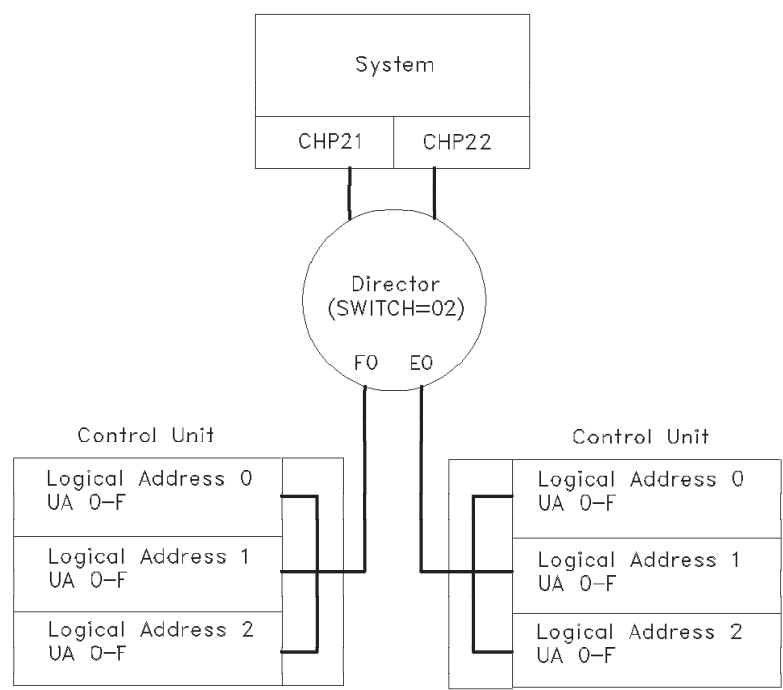 System
CHP21 CHP22
Director
(SWITCH=02)
F0 E0
Control Unit
Logical Address 0
UA 0-F
Logical Address 1
UA 0-F
Logical Address 2
UA 0-F
Control Unit
Logical Address 0
UA 0-F
Logical Address 1
UA 0-F
Logical Address 2
UA 0-F